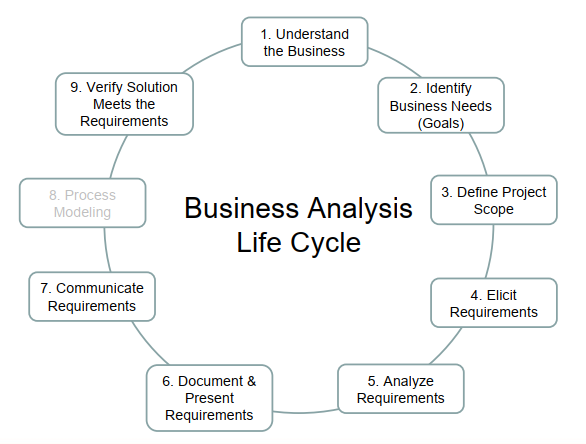 1. Understand
the Business
2. Identify
Business Needs
(Goals)
3. Define Project
Scope
4. Elicit
Requirements
5. Analyze
Requirements
6. Document &
Present
Requirements
7. Communicate
Requirements
8. Process
Modeling
9. Verify Solution
Meets the
Requirements
Business Analysis
Life Cycle